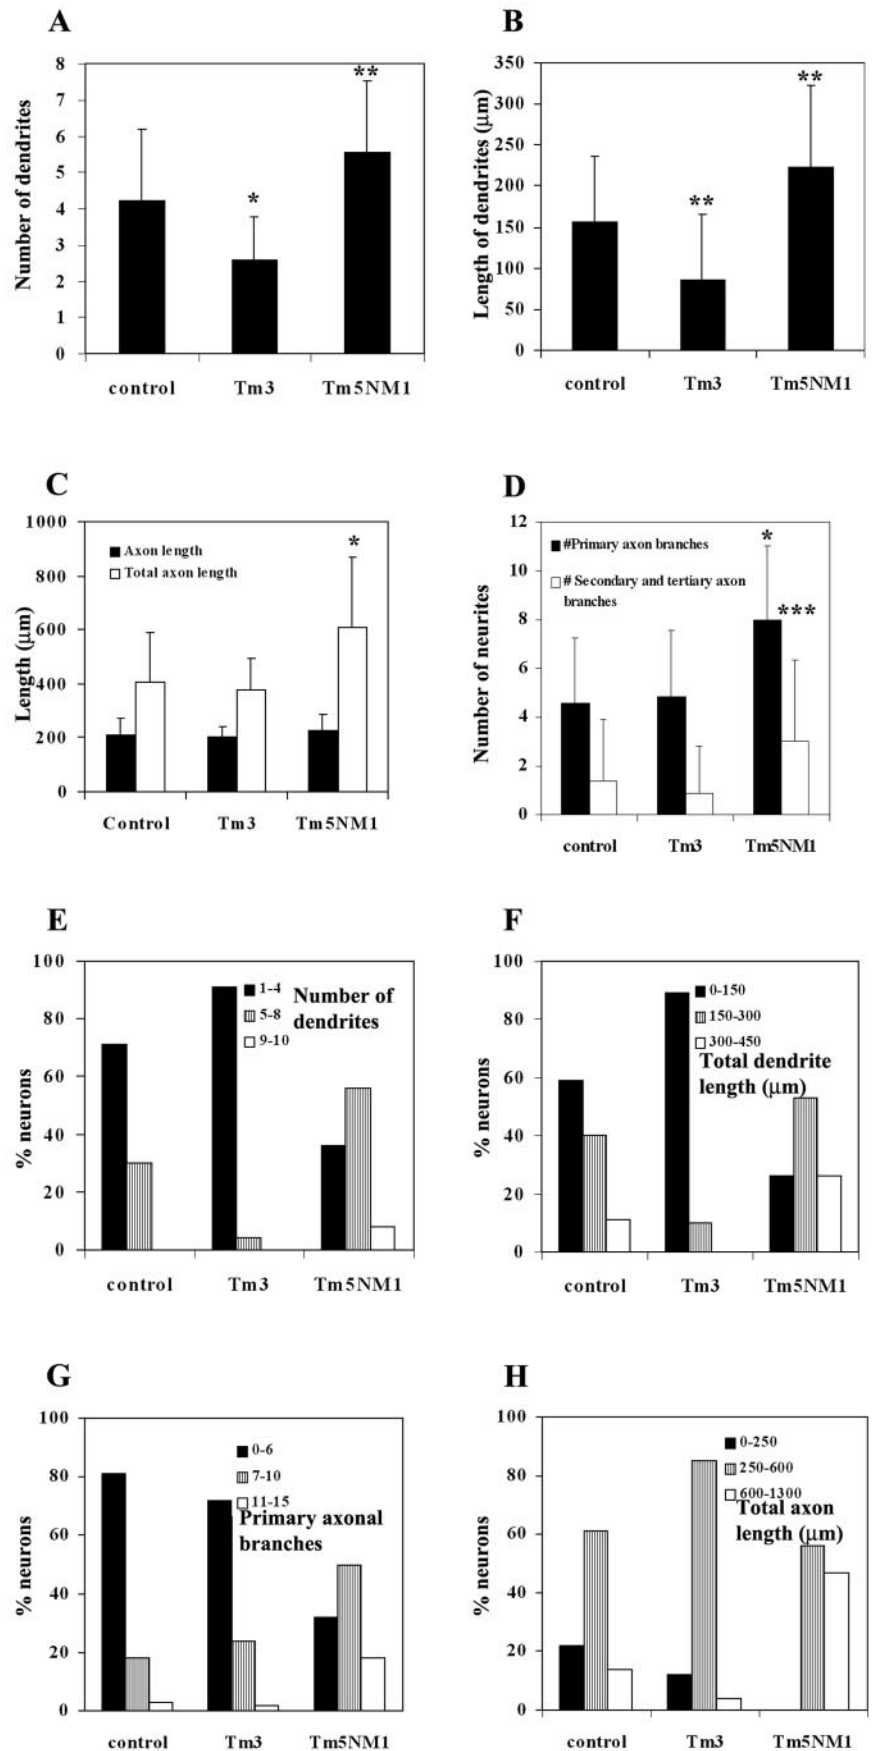 A
Number of dendrites
8
7
6
5
4
3
2
1
0
*
**
control Tm3 Tm5NM1
B
Length of dendrites (μm)
350
300
250
200
150
100
50
0
**
**
control Tm3 Tm5NM1
C
Length (μm)
1000
800
600
400
200
0
Axon length
Total axon length
*
Control Tm3 Tm5NM1
D
Number of neurites
12
10
8
6
4
2
0
#Primary axon branches
# Secondary and tertiary axon
branches
*
***
control Tm3 Tm5NM1
E
% neurons
100
80
60
40
20
0
1-4
5-8
9-10
Number of
dendrites
control Tm3 Tm5NM1
F
% neurons
100
80
60
40
20
0
0-150
150-300
300-450
Total dendrite
length (μm)
control Tm3 Tm5NM1
G
% neurons
100
80
60
40
20
0
0-6
7-10
11-15
Primary axonal
branches
control Tm3 Tm5NM1
H
% neurons
100
80
60
40
20
0
0-250
250-600
600-1300
Total axon
length (μm)
control Tm3 Tm5NM1